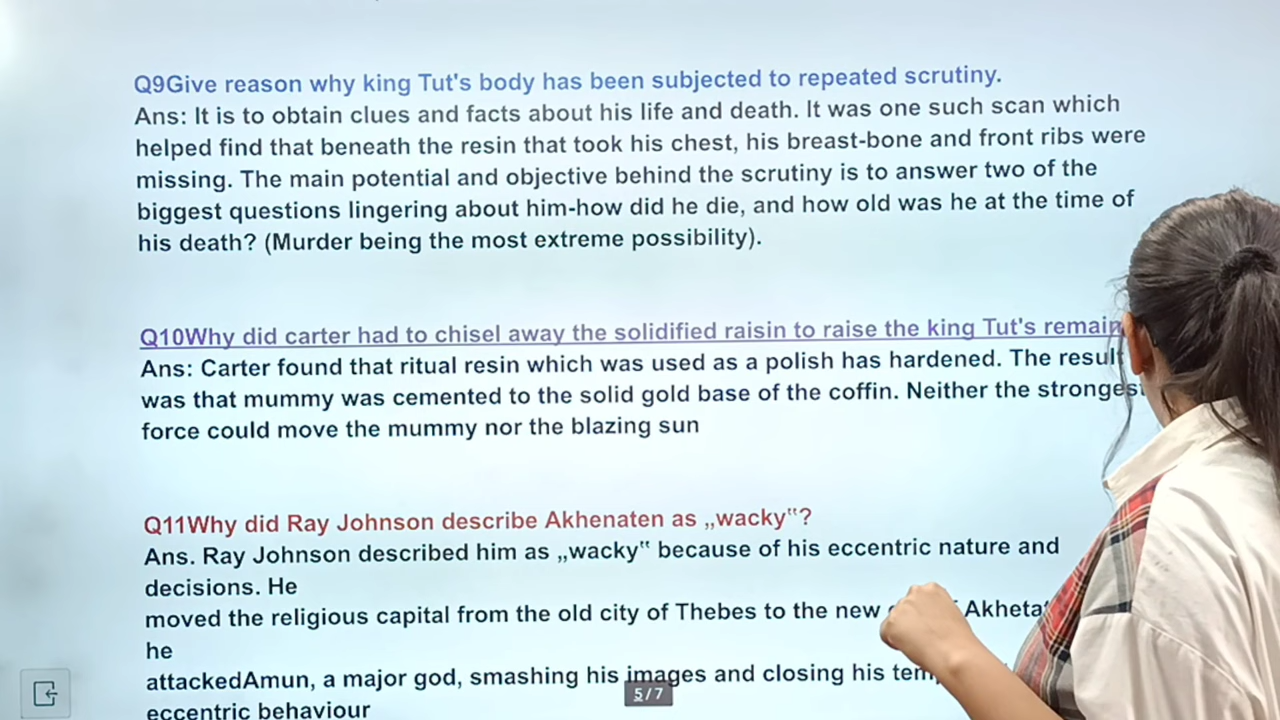 Q9Give reason why king Tut's body has been subjected to repeated scrutiny.
Ans: It is to obtain clues and facts about his life and death. It was one such scan which
helped find that beneath the resin that took his chest, his breast-bone and front ribs were
missing. The main potential and objective behind the scrutiny is to answer two of the
biggest questions lingering about him-how did he die, and how old was he at the time of
his death? (Murder being the most extreme possibility).
Q10Why did carter had to chisel away the solidified raisin to raise the king Tut's remain
Ans: Carter found that ritual resin which was used as a polish has hardened. The result
was that mummy was cemented to the solid gold base of the coffin. Neither the strongest
force could move the mummy nor the blazing sun
Q11Why did Ray Johnson describe Akhenaten as „wacky‟?
Ans. Ray Johnson described him as „wacky‟ because of his eccentric nature and
decisions. He
moved the religious capital from the old city of Thebes to the new
he
attackedAmun, a major god, smashing his images and closing his
eccentric behaviour
5/7